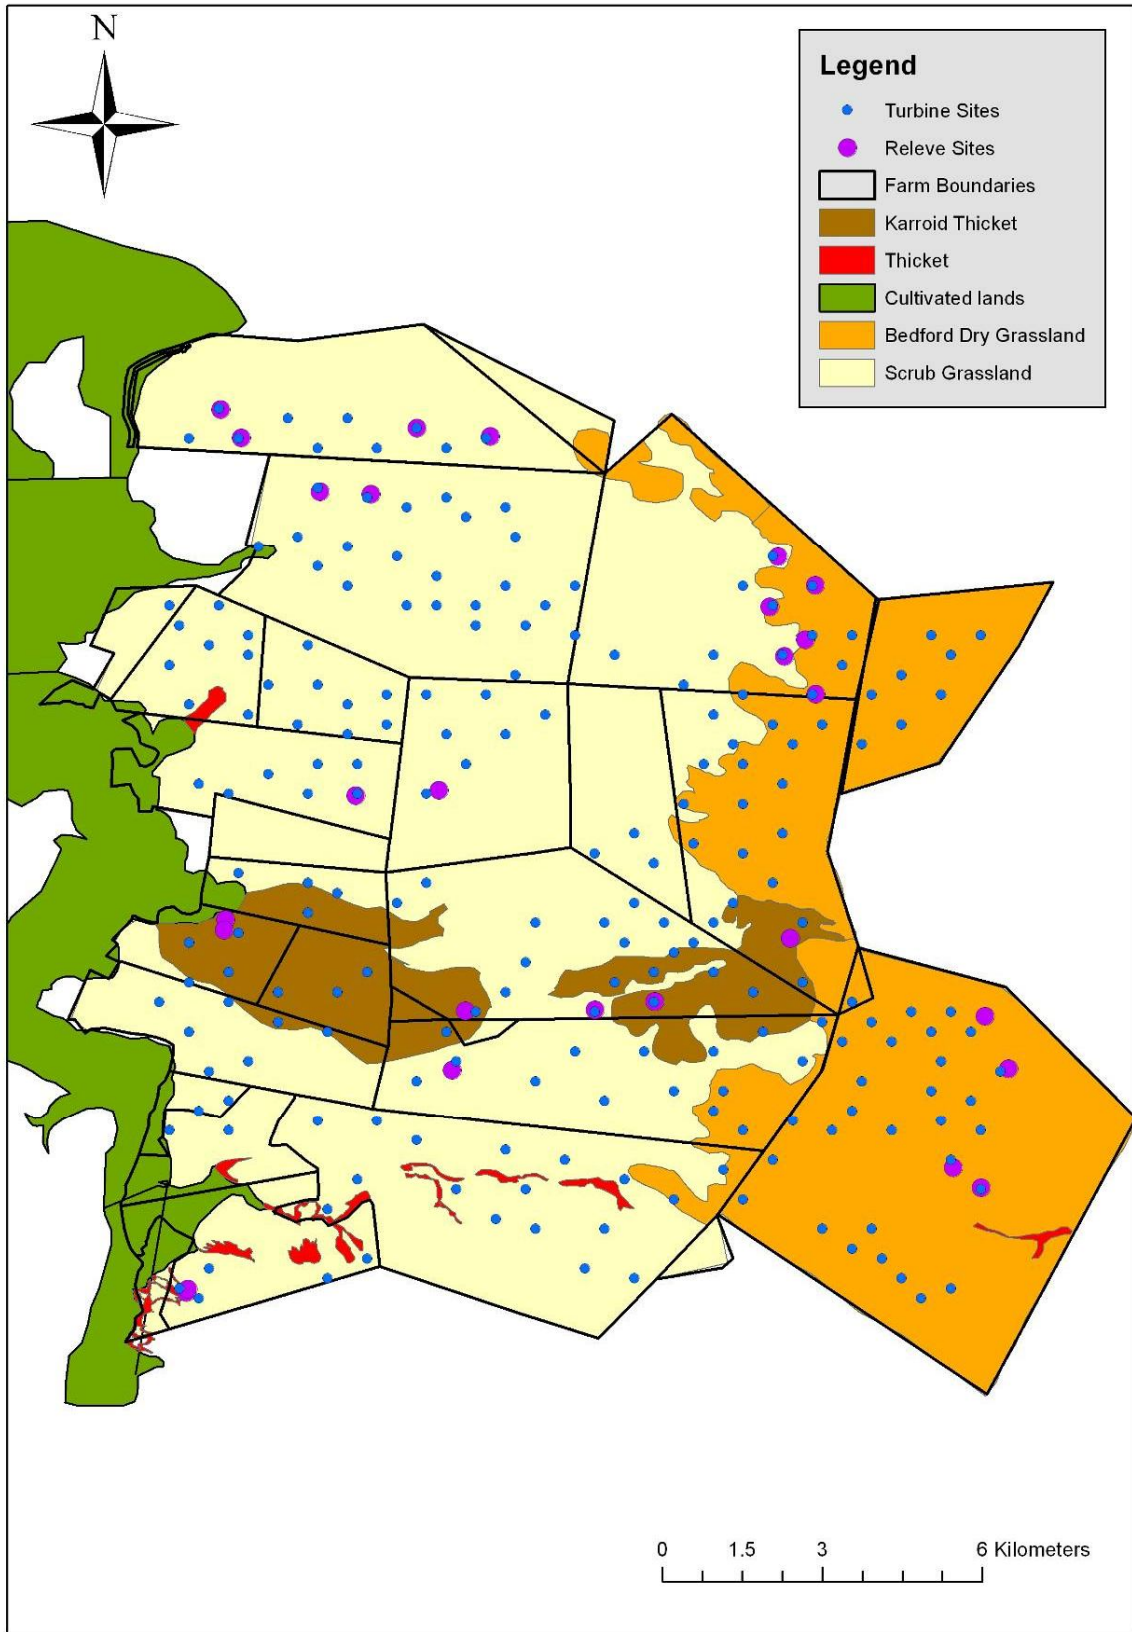 N
Legend
Turbine Sites
Releve Sites
Farm Boundaries
Karroid Thicket
Thicket
Cultivated lands
Bedford Dry Grassland
Scrub Grassland
0 1.5 3 6 Kilometers